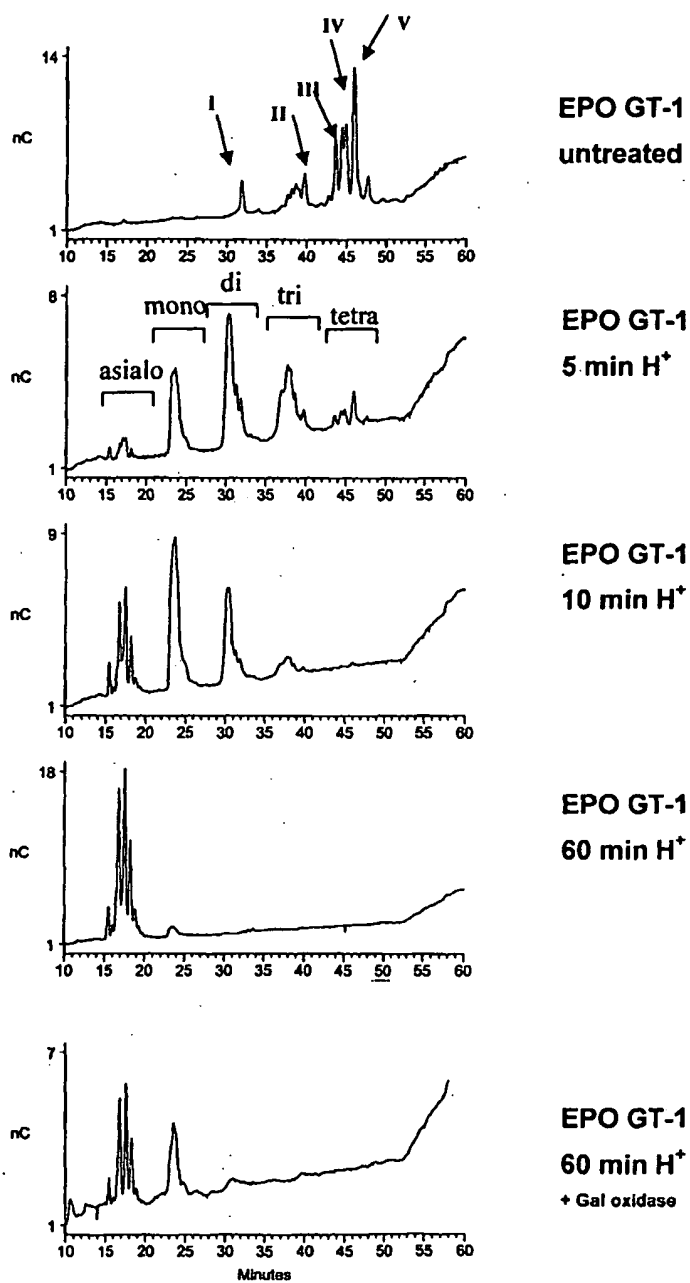 IV
V
14
III
I
II
nC
1
10 15 20 25 30 35 40 45 50 55 60
EPO GT-1
untreated
8
mono
di
tri
tetra
asialo
nC
1
10 15 20 25 30 35 40 45 50 55 60
EPO GT-1
5 min H+
9
nC
1
10 15 20 25 30 35 40 45 50 55 60
EPO GT-1
10 min H+
18
nC
1
10 15 20 25 30 35 40 45 50 55 60
EPO GT-1
60 min H+
7
nC
1
10 15 20 25 30 35 40 45 50 55 60
Minutes
EPO GT-1
60 min H+
+ Gal oxidase